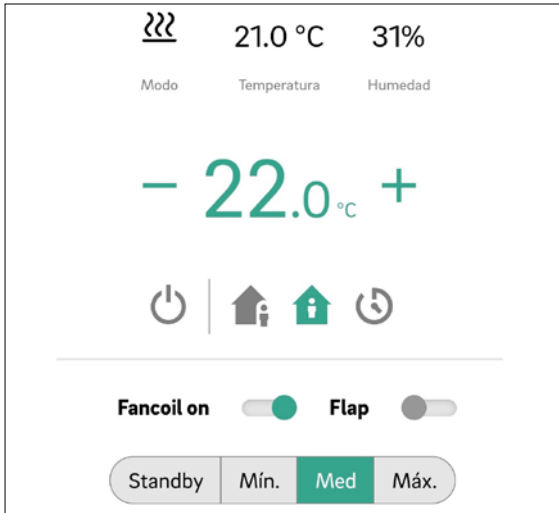 21.0 °C 31%
Modo Temperatura Humedad
− 22.0 °C +
Fancoil on Flap
Standby Mín. Med Máx.